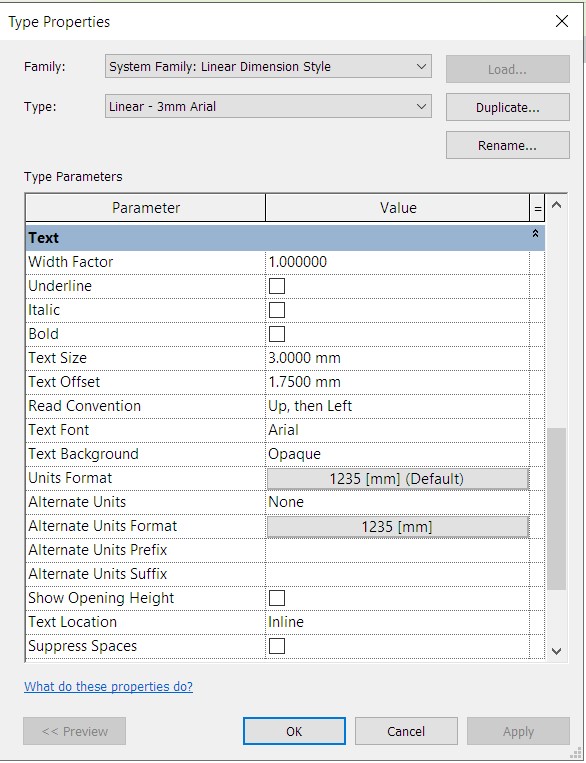 Type Properties
Family: System Family: Linear Dimension Style Load...
Type: Linear - 3mm Arial Duplicate...
Rename...
Type Parameters
Parameter Value =
Text
Width Factor 1.000000
Underline
Italic
Bold
Text Size 3.0000 mm
Text Offset 1.7500 mm
Read Convention Up, then Left
Text Font Arial
Text Background Opaque
Units Format 1235 [mm] (Default)
Alternate Units None
Alternate Units Format 1235 [mm]
Alternate Units Prefix
Alternate Units Suffix
Show Opening Height
Text Location Inline
Suppress Spaces
What do these properties do?
<< Preview OK Cancel Apply